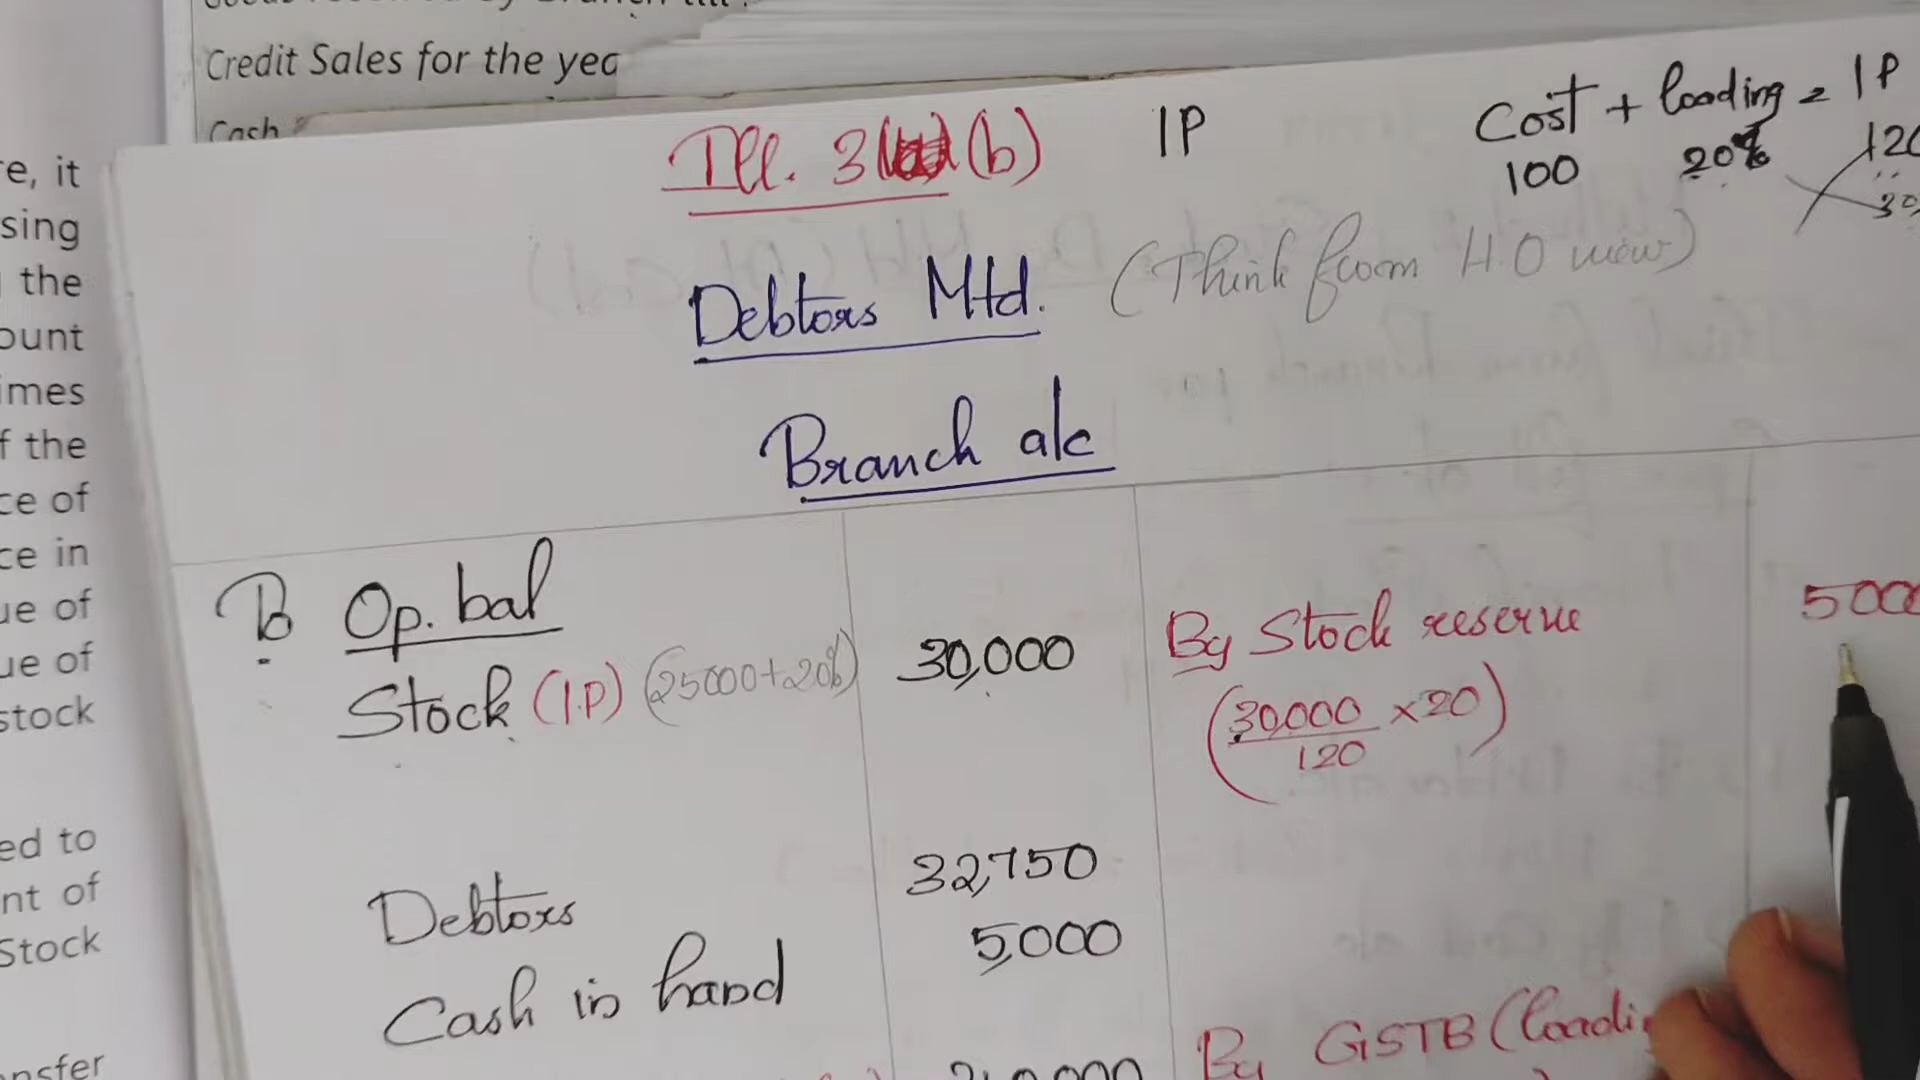 Credit Sales for the yea
Cash
re, it
sing
the
ount
imes
f the
ce of
ce in
ue of
ue of
stock
ed to
nt of
Stock
nsfer
Ill. 3 (b) IP
Cost + loading = IP
100 20% 120
30,
Debtors Mtd. (Think from H.O view)
Branch a/c
To Op. bal
Stock (I.P) (25000+20%) 30,000
By Stock reserve 5000
(30,000/120 ×20)
Debtors 32,750
Cash in hand 5,000
By GSTB (loadi